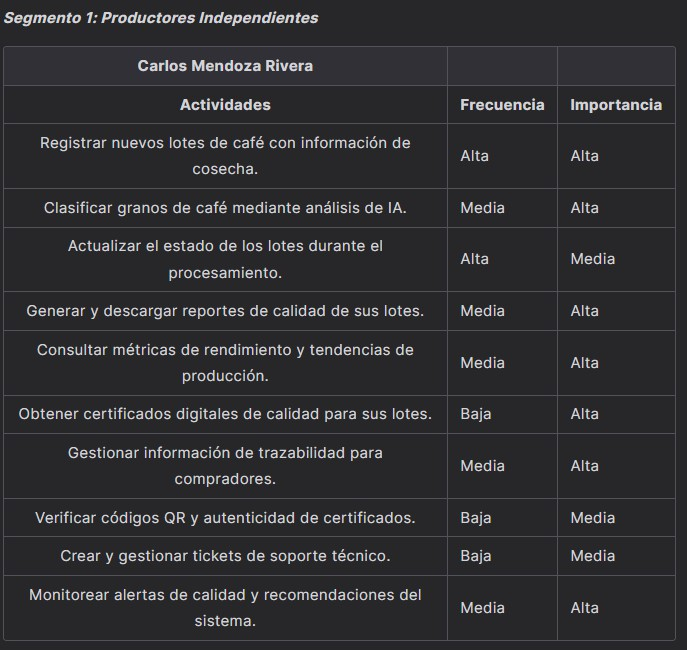 Segmento 1: Productores Independientes
Carlos Mendoza Rivera
Actividades Frecuencia Importancia
Registrar nuevos lotes de café con información de
cosecha.
Alta Alta
Clasificar granos de café mediante análisis de IA. Media Alta
Actualizar el estado de los lotes durante el
procesamiento.
Alta Media
Generar y descargar reportes de calidad de sus lotes. Media Alta
Consultar métricas de rendimiento y tendencias de
producción.
Media Alta
Obtener certificados digitales de calidad para sus lotes. Baja Alta
Gestionar información de trazabilidad para
compradores.
Media Alta
Verificar códigos QR y autenticidad de certificados. Baja Media
Crear y gestionar tickets de soporte técnico. Baja Media
Monitorear alertas de calidad y recomendaciones del
sistema.
Media Alta